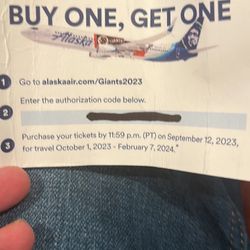 BUY ONE, GET ONE
Alaska
GIANTS
1 Go to alaskaair.com/Giants2023
Enter the authorization code below.
2
Purchase your tickets by 11:59 p.m. (PT) on September 12, 2023,
3 for travel October 1, 2023 - February 7, 2024.*